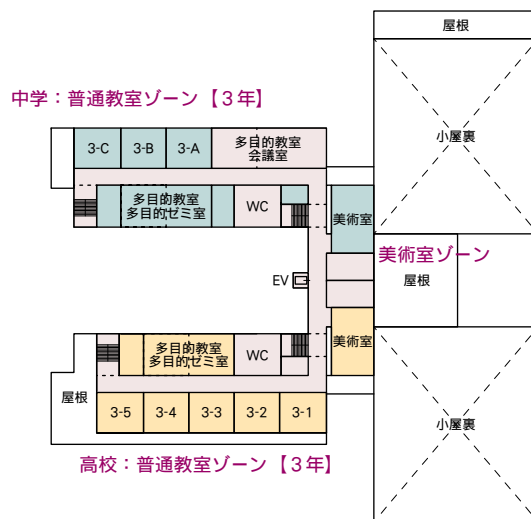 屋根
中学：普通教室ゾーン【３年】
小屋裏
3-C
3-B
3-A
多目的教室
会議室
多目的教室
多目的ゼミ室
WC
美術室
美術室ゾーン
EV
屋根
美術室
多目的教室
多目的ゼミ室
WC
屋根
3-5
3-4
3-3
3-2
3-1
小屋裏
高校：普通教室ゾーン【３年】